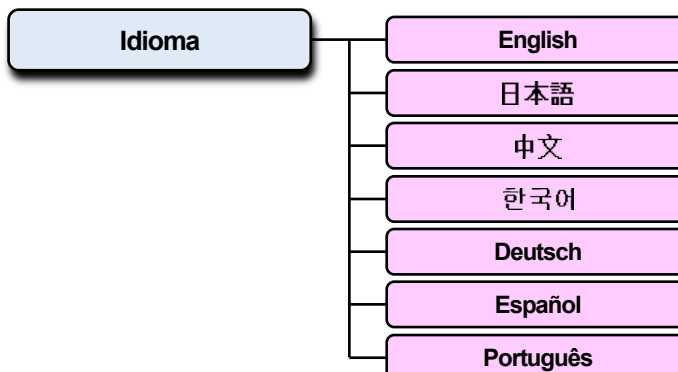 Idioma
English
日本語
中文
한국어
Deutsch
Español
Português